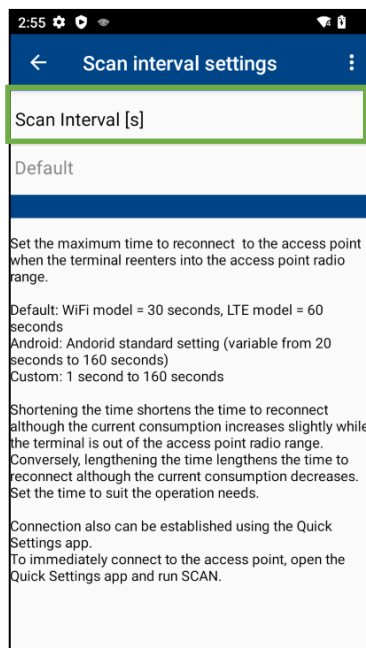 2:55
Scan interval settings
Scan Interval [s]
Default
Set the maximum time to reconnect to the access point
when the terminal reenters into the access point radio
range.
Default: WiFi model = 30 seconds, LTE model = 60
seconds
Android: Andorid standard setting (variable from 20
seconds to 160 seconds)
Custom: 1 second to 160 seconds
Shortening the time shortens the time to reconnect
although the current consumption increases slightly while
the terminal is out of the access point radio range.
Conversely, lengthening the time lengthens the time to
reconnect although the current consumption decreases.
Set the time to suit the operation needs.
Connection also can be established using the Quick
Settings app.
To immediately connect to the access point, open the
Quick Settings app and run SCAN.